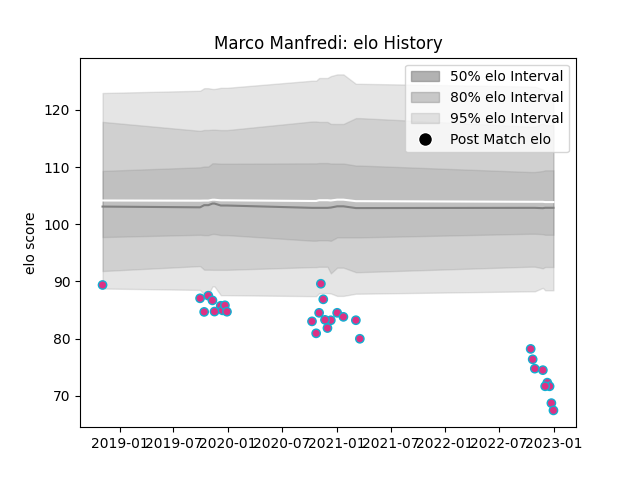 Marco Manfredi: elo History
50% elo Interval
80% elo Interval
95% elo Interval
Post Match elo
elo score
120
110
100
90
80
70
2019-01 2019-07 2020-01 2020-07 2021-01 2021-07 2022-01 2022-07 2023-01